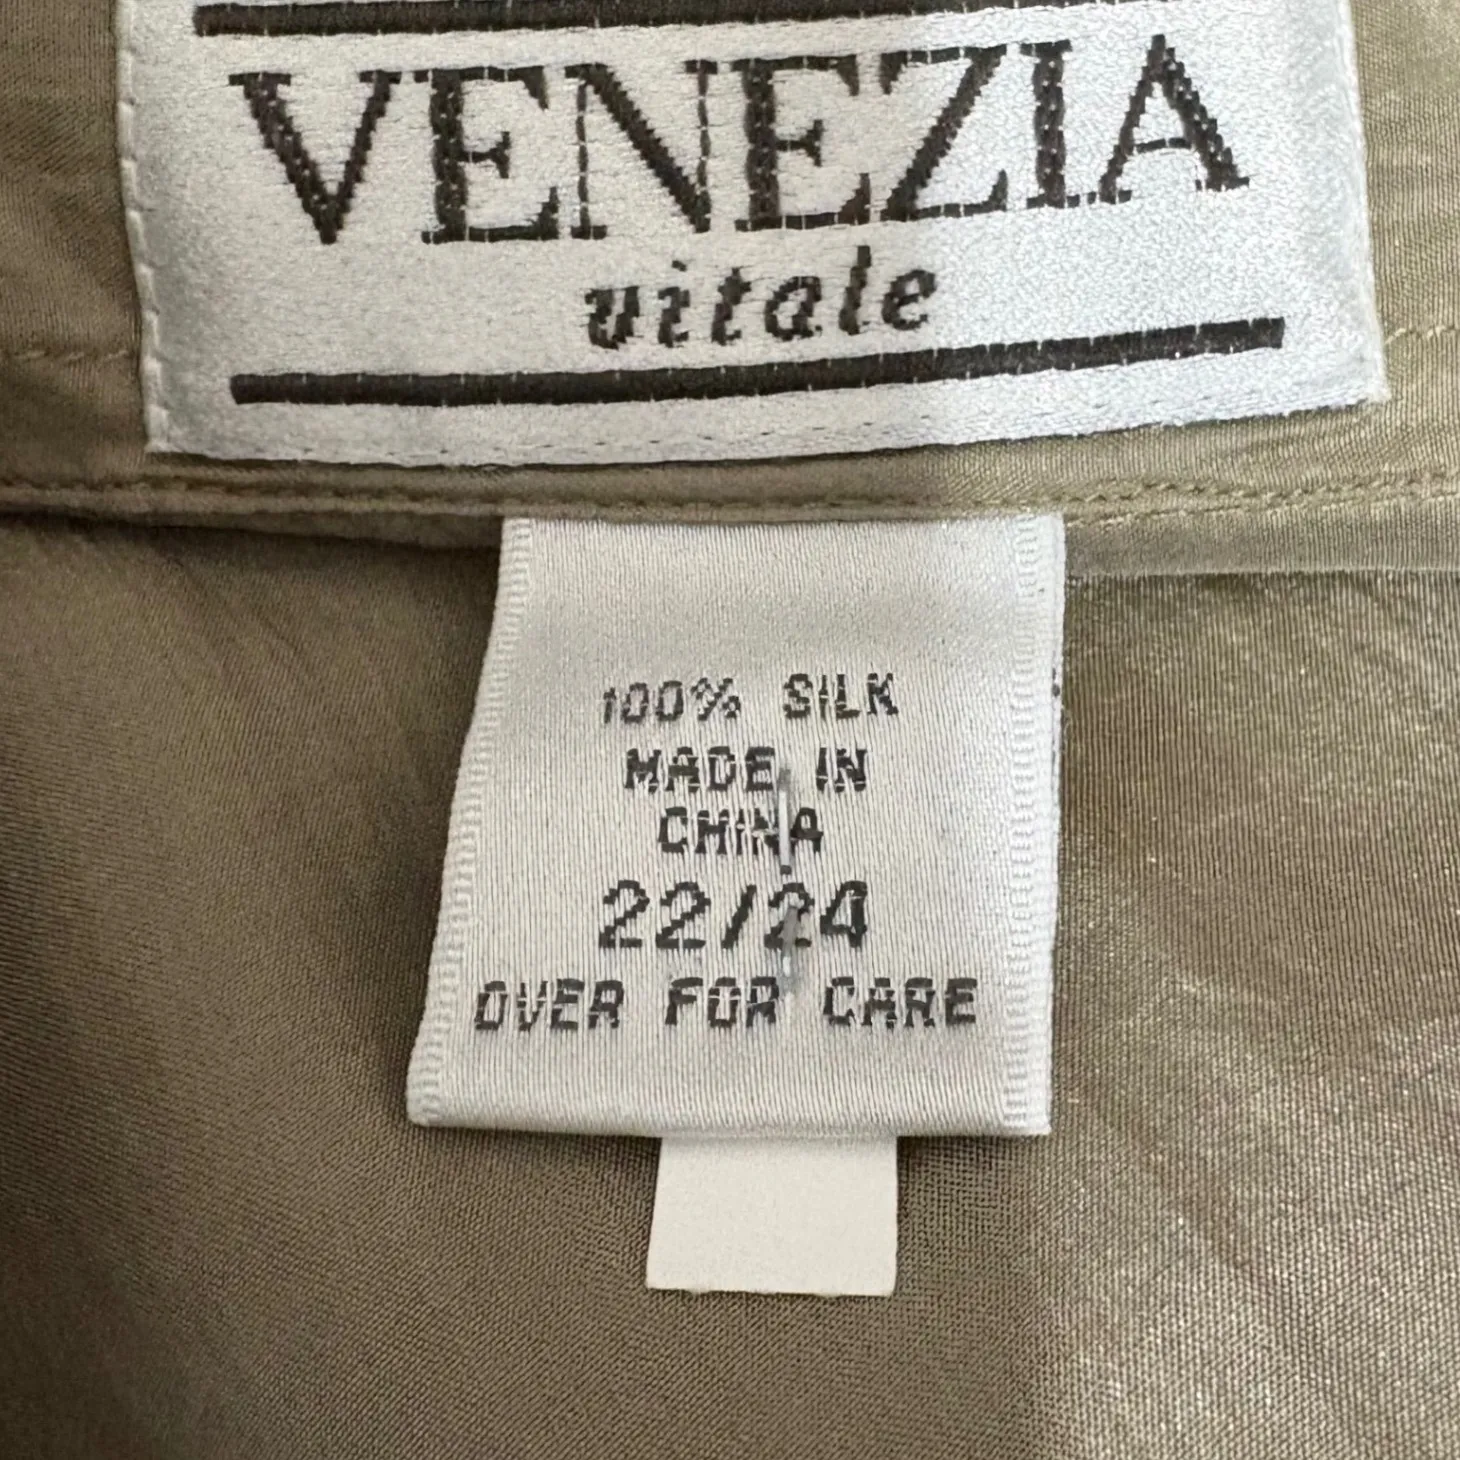 VENEZIA
vitale
100% SILK
MADE IN
CHINA
22/24
OVER FOR CARE